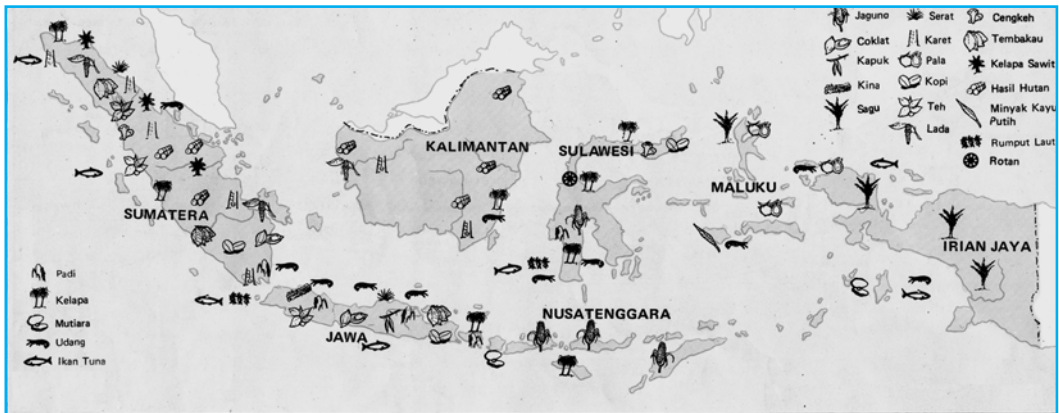 Jaguno
Coklat
Kapuk
Kina
Sagu
Serat
Karet
Pala
Kopi
Teh
Lada
Cengkeh
Tembakau
Kelapa Sawit
Hasil Hutan
Minyak Kayu
Putih
Rumput Laut
Rotan
KALIMANTAN
SULAWESI
MALUKU
SUMATERA
IRIAN JAYA
NUSATENGGARA
JAWA
Padi
Kelapa
Mutiara
Udang
Ikan Tuna